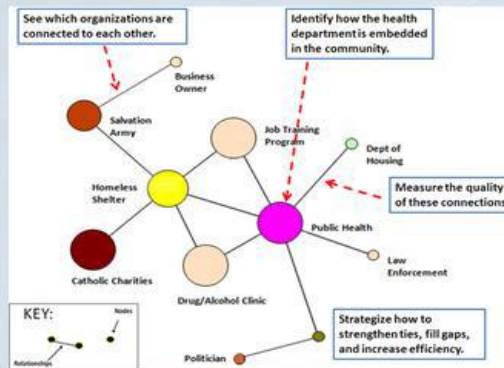 See which organizations are
connected to each other.
Identify how the health
department is embedded
in the community.
Business
Owner
Salvation
Army
Job Training
Program
Dept of
Housing
Homeless
Shelter
Measure the quality
of these connections
Public Health
Catholic Charities
Law
Enforcement
Drug/Alcohol Clinic
KEY:
Nodes
Relationships
Strategize how to
strengthen ties, fill gaps,
and increase efficiency.
Politician